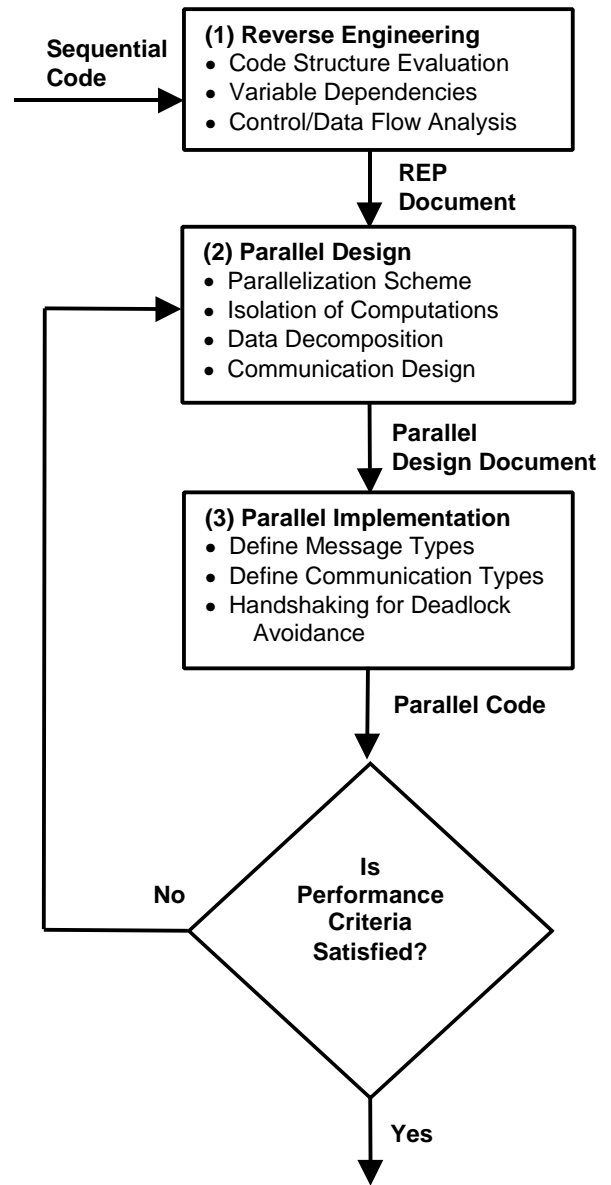 Sequential
Code
(1) Reverse Engineering
• Code Structure Evaluation
• Variable Dependencies
• Control/Data Flow Analysis
REP
Document
(2) Parallel Design
• Parallelization Scheme
• Isolation of Computations
• Data Decomposition
• Communication Design
Parallel
Design Document
(3) Parallel Implementation
• Define Message Types
• Define Communication Types
• Handshaking for Deadlock
Avoidance
Parallel Code
Is
Performance
Criteria
Satisfied?
No
Yes